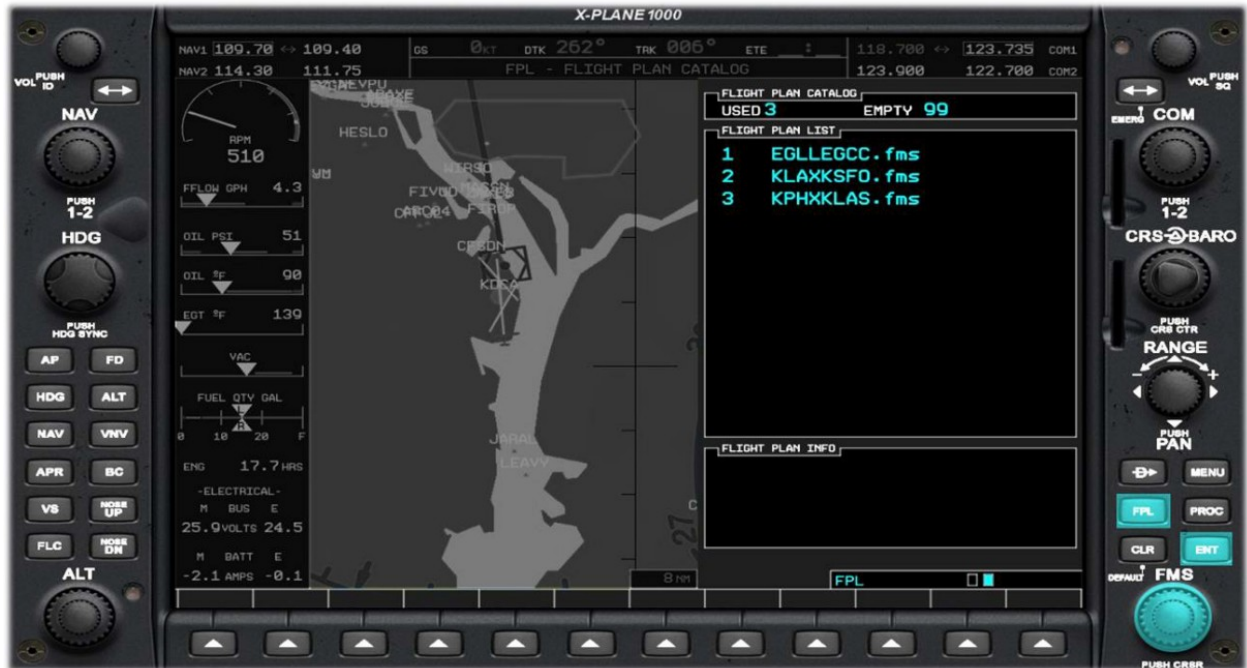 X-PLANE 1000
NAV1 109.70 ↔ 109.40
NAV2 114.30 111.75
GS 0KT DTK 262° TRK 006° ETE __:__
FPL - FLIGHT PLAN CATALOG
118.700 ↔ 123.735 COM1
123.900 122.700 COM2
VOL PUSH ID
NAV
PUSH 1-2
HDG
PUSH HDG SYNC
AP FD
HDG ALT
NAV VNV
APR BC
VS NOSE UP
FLC NOSE DN
ALT
RPM
510
FFLOW GPH 4.3
OIL PSI 51
OIL °F 90
EGT °F 139
VAC
FUEL QTY GAL
L
R
0 10 20 F
ENG 17.7 HRS
-ELECTRICAL-
M BUS E
25.9 VOLTS 24.5
M BATT E
-2.1 AMPS -0.1
HESLO
CFSDN
KDCA
JARAL
LEAVY
27
8 NM
FLIGHT PLAN CATALOG
USED 3 EMPTY 99
FLIGHT PLAN LIST
1 EGLLEGCC.fms
2 KLAXKSFO.fms
3 KPHXKLAS.fms
FLIGHT PLAN INFO
FPL
VOL PUSH SQ
EMERG
COM
PUSH 1-2
CRS BARO
PUSH CRS CTR
RANGE
- +
PUSH PAN
D MENU
FPL PROC
CLR ENT
DEFAULT FMS
PUSH CRSR